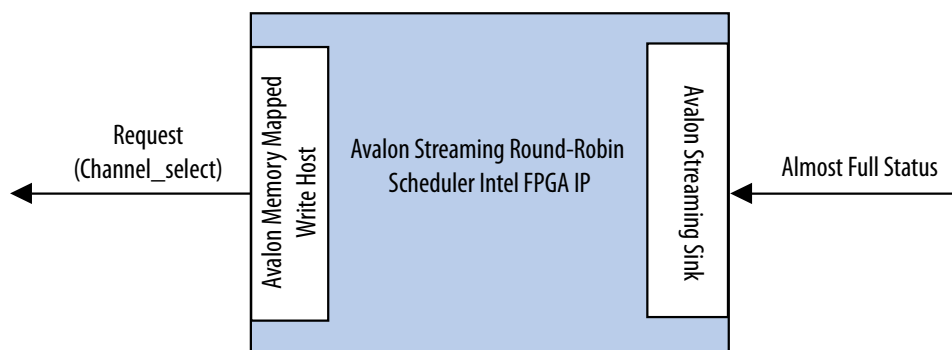 Request
(Channel_select)
Avalon Memory Mapped
Write Host
Avalon Streaming Round-Robin
Scheduler Intel FPGA IP
Avalon Streaming Sink
Almost Full Status